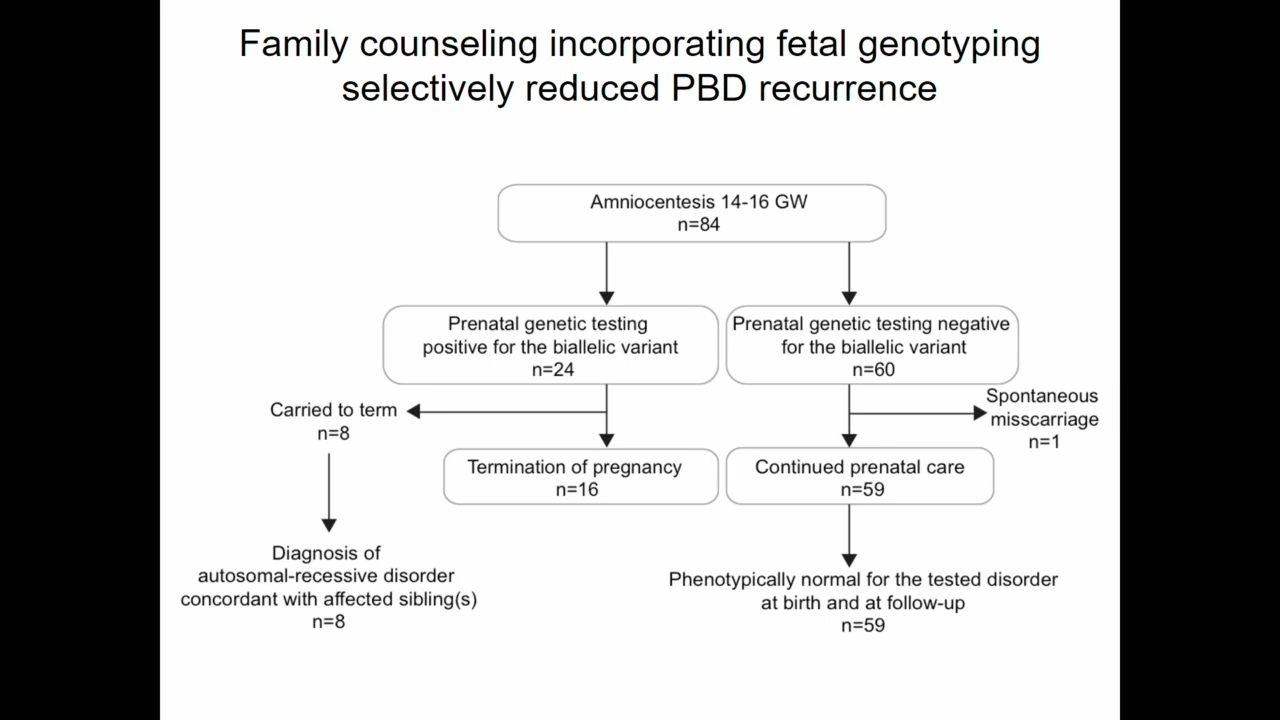 Family counseling incorporating fetal genotyping
selectively reduced PBD recurrence
Amniocentesis 14-16 GW
n=84
Prenatal genetic testing
positive for the biallelic variant
n=24
Prenatal genetic testing negative
for the biallelic variant
n=60
Carried to term
n=8
Spontaneous
misscarriage
n=1
Termination of pregnancy
n=16
Continued prenatal care
n=59
Diagnosis of
autosomal-recessive disorder
concordant with affected sibling(s)
n=8
Phenotypically normal for the tested disorder
at birth and at follow-up
n=59